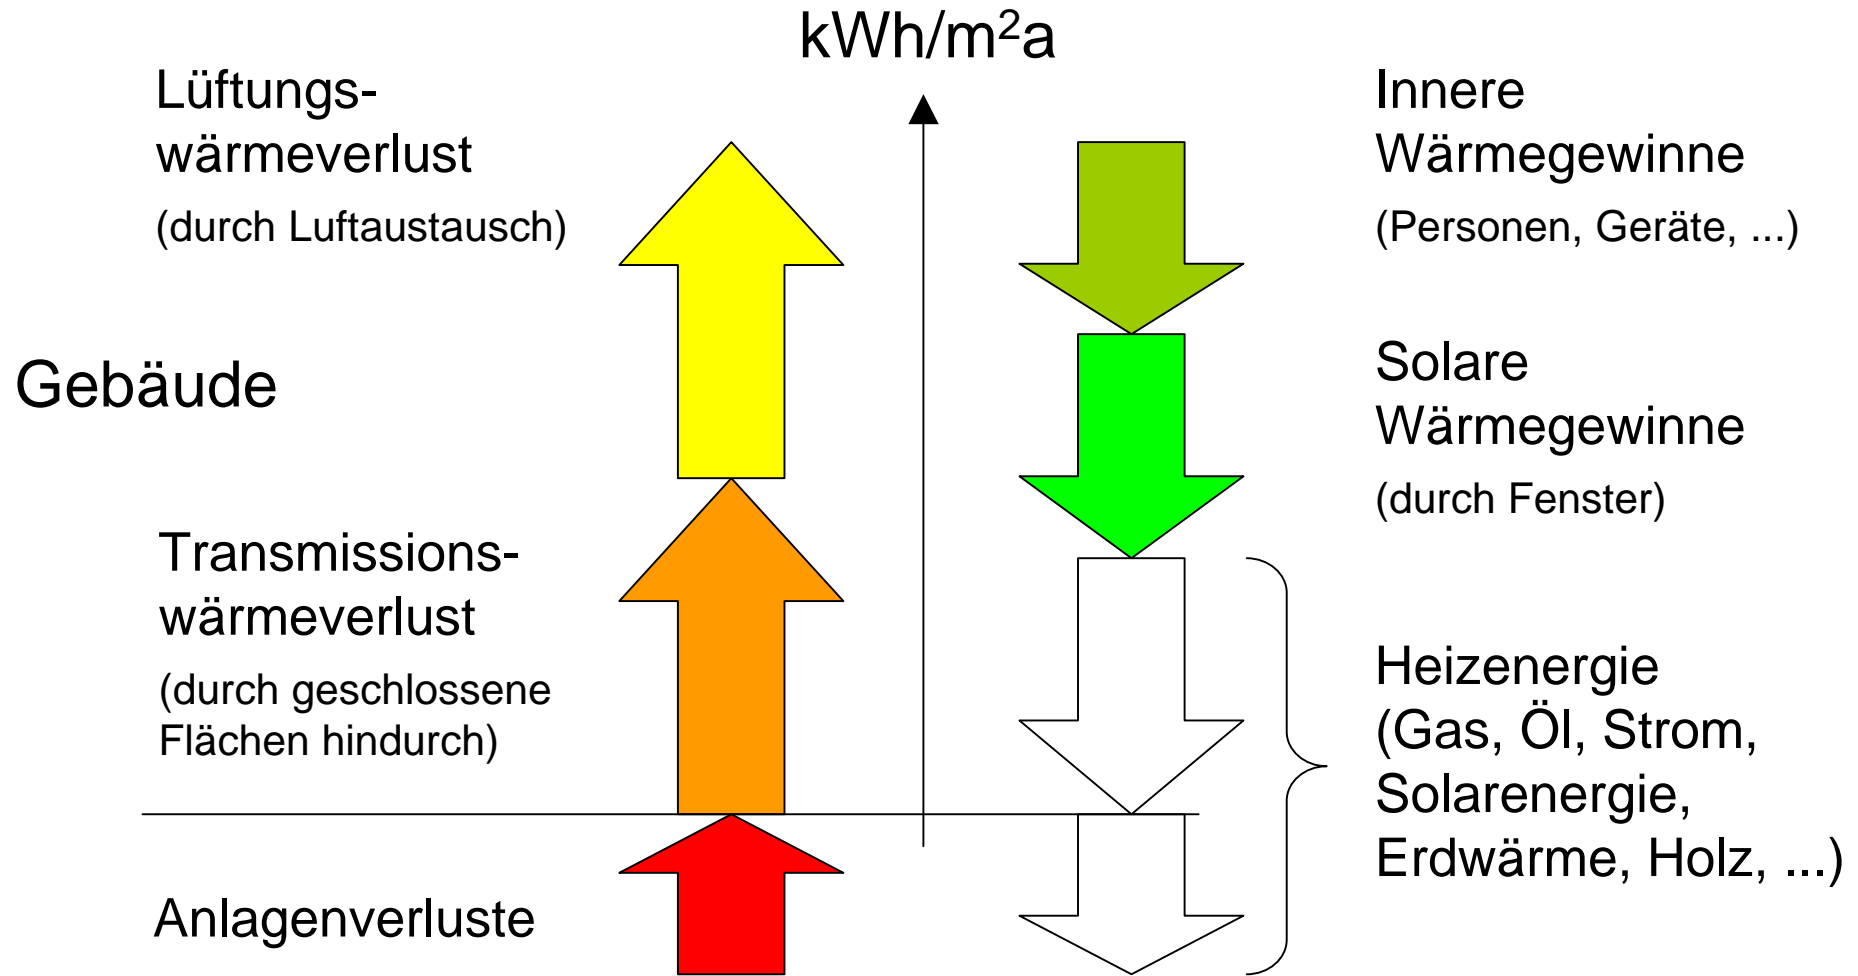 kWh/m²a
Lüftungs-
wärmeverlust
(durch Luftaustausch)
Innere
Wärmegewinne
(Personen, Geräte, ...)
Gebäude
Solare
Wärmegewinne
(durch Fenster)
Transmissions-
wärmeverlust
(durch geschlossene
Flächen hindurch)
Heizenergie
(Gas, Öl, Strom,
Solarenergie,
Erdwärme, Holz, ...)
Anlagenverluste